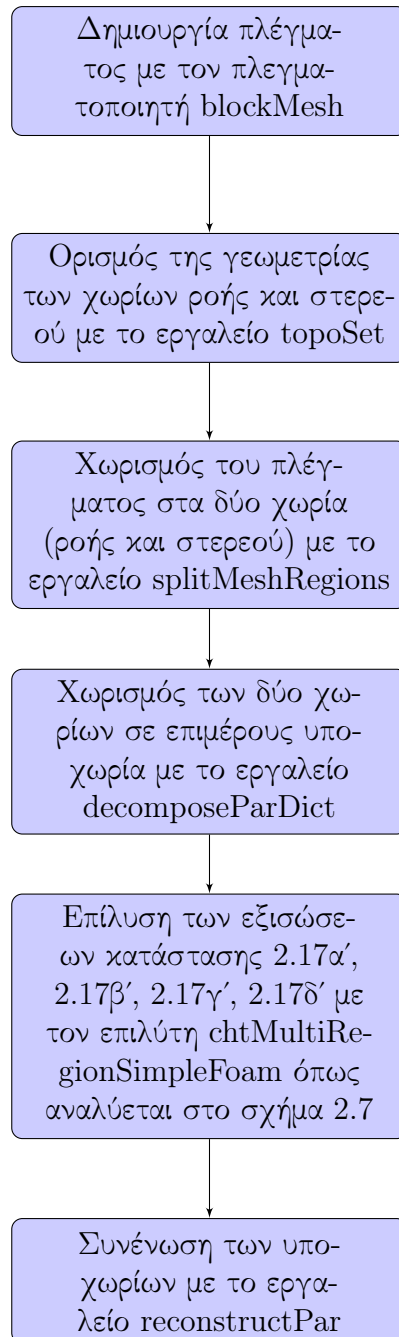 Δημιουργία πλέγμα-
τος με τον πλεγμα-
τοποιητή blockMesh
Ορισμός της γεωμετρίας
των χωρίων ροής και στερε-
ού με το εργαλείο topoSet
Χωρισμός του πλέγ-
ματος στα δύο χωρία
(ροής και στερεού) με το
εργαλείο splitMeshRegions
Χωρισμός των δύο χω-
ρίων σε επιμέρους υπο-
χωρία με το εργαλείο
decomposeParDict
Επίλυση των εξισώσε-
ων κατάστασης 2.17α′,
2.17β′, 2.17γ′, 2.17δ′ με
τον επιλύτη chtMultiRe-
gionSimpleFoam όπως
αναλύεται στο σχήμα 2.7
Συνένωση των υπο-
χωρίων με το εργα-
λείο reconstructPar